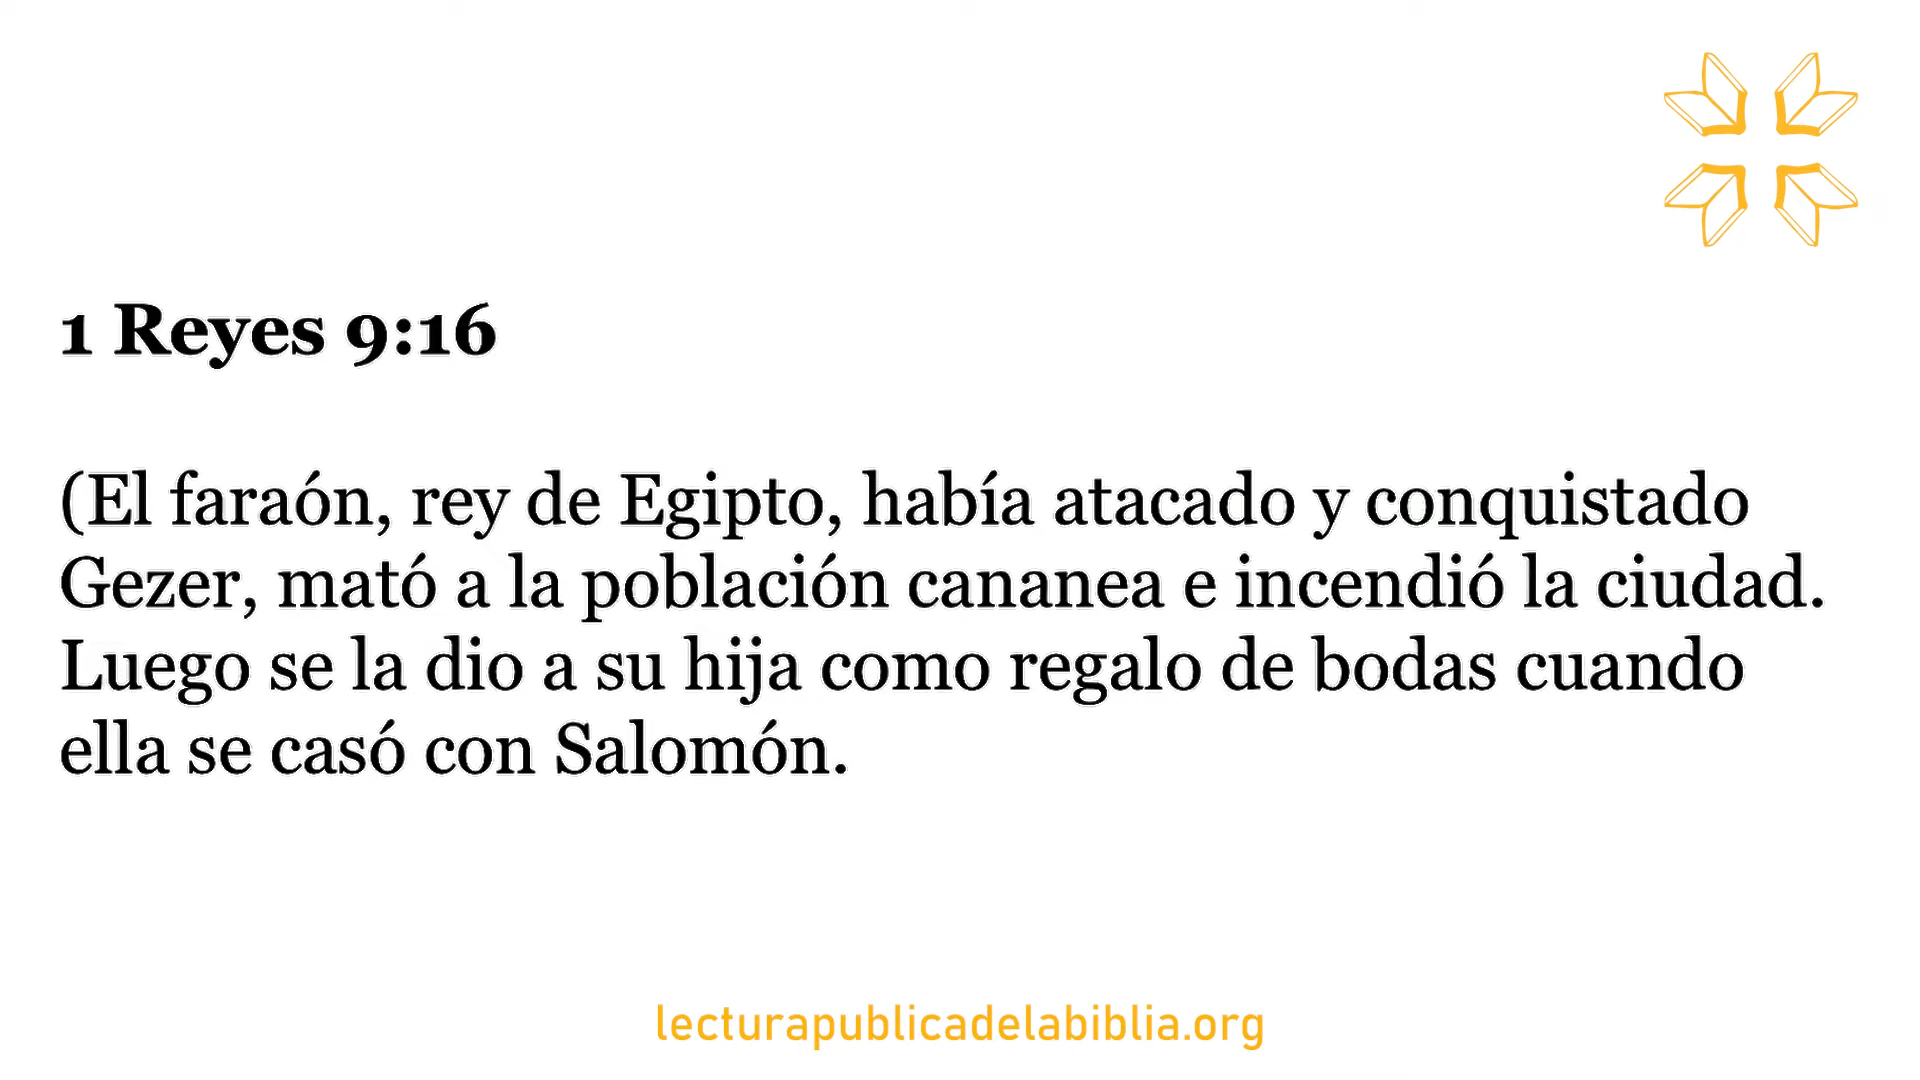 1 Reyes 9:16
(El faraón, rey de Egipto, había atacado y conquistado
Gezer, mató a la población cananea e incendió la ciudad.
Luego se la dio a su hija como regalo de bodas cuando
ella se casó con Salomón.
lecturapublicadelabiblia.org